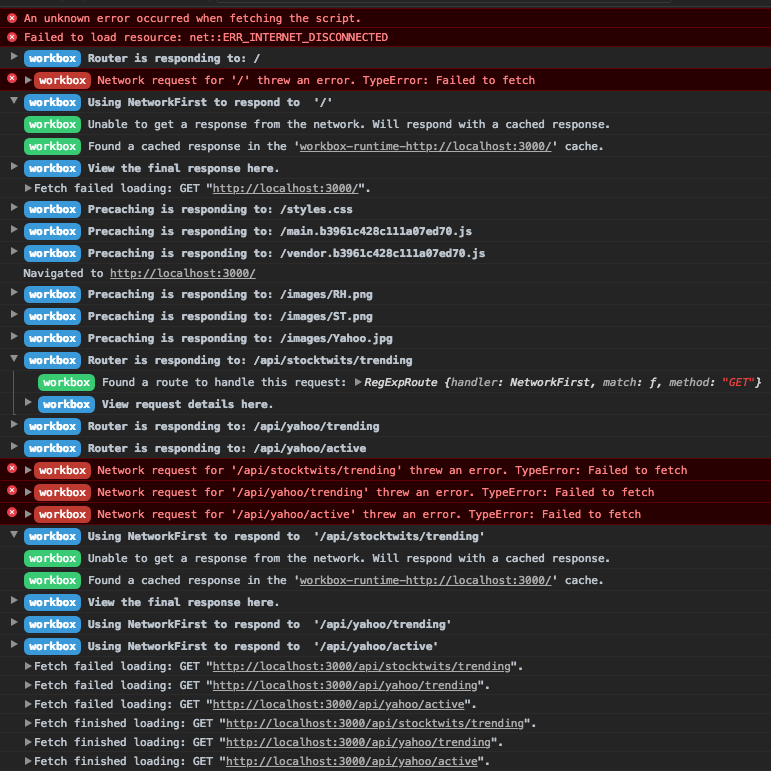 An unknown error occurred when fetching the script.
Failed to load resource: net::ERR_INTERNET_DISCONNECTED
workbox Router is responding to: /
workbox Network request for '/' threw an error. TypeError: Failed to fetch
workbox Using NetworkFirst to respond to '/'
workbox Unable to get a response from the network. Will respond with a cached response.
workbox Found a cached response in the 'workbox-runtime-http://localhost:3000/' cache.
workbox View the final response here.
Fetch failed loading: GET "http://localhost:3000/".
workbox Precaching is responding to: /styles.css
workbox Precaching is responding to: /main.b3961c428c111a07ed70.js
workbox Precaching is responding to: /vendor.b3961c428c111a07ed70.js
Navigated to http://localhost:3000/
workbox Precaching is responding to: /images/RH.png
workbox Precaching is responding to: /images/ST.png
workbox Precaching is responding to: /images/Yahoo.jpg
workbox Router is responding to: /api/stocktwits/trending
workbox Found a route to handle this request: RegExpRoute {handler: NetworkFirst, match: ƒ, method: "GET"}
workbox View request details here.
workbox Router is responding to: /api/yahoo/trending
workbox Router is responding to: /api/yahoo/active
workbox Network request for '/api/stocktwits/trending' threw an error. TypeError: Failed to fetch
workbox Network request for '/api/yahoo/trending' threw an error. TypeError: Failed to fetch
workbox Network request for '/api/yahoo/active' threw an error. TypeError: Failed to fetch
workbox Using NetworkFirst to respond to '/api/stocktwits/trending'
workbox Unable to get a response from the network. Will respond with a cached response.
workbox Found a cached response in the 'workbox-runtime-http://localhost:3000/' cache.
workbox View the final response here.
workbox Using NetworkFirst to respond to '/api/yahoo/trending'
workbox Using NetworkFirst to respond to '/api/yahoo/active'
Fetch failed loading: GET "http://localhost:3000/api/stocktwits/trending".
Fetch failed loading: GET "http://localhost:3000/api/yahoo/trending".
Fetch failed loading: GET "http://localhost:3000/api/yahoo/active".
Fetch finished loading: GET "http://localhost:3000/api/stocktwits/trending".
Fetch finished loading: GET "http://localhost:3000/api/yahoo/trending".
Fetch finished loading: GET "http://localhost:3000/api/yahoo/active".